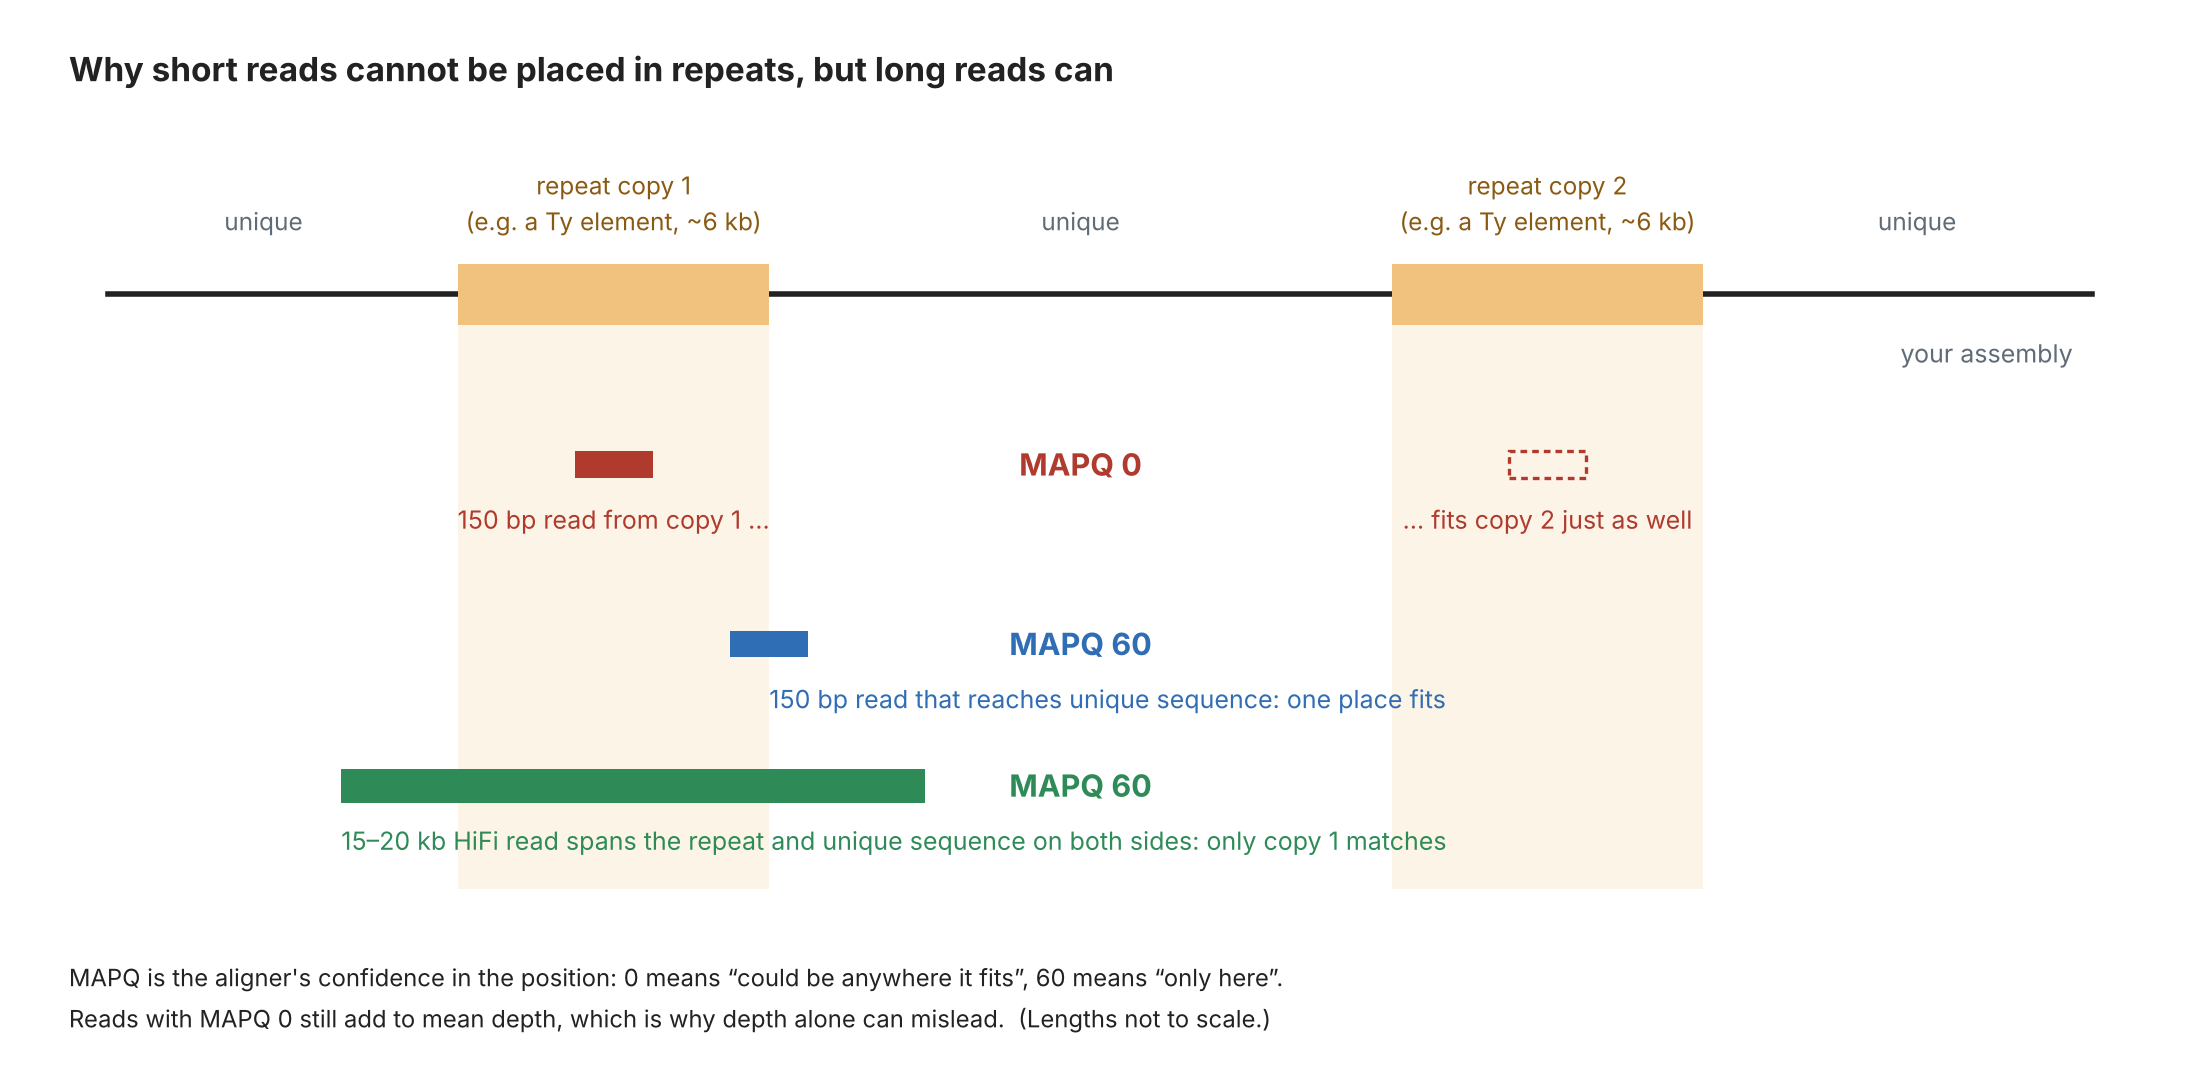 Why short reads cannot be placed in repeats, but long reads can
repeat copy 1
(e.g. a Ty element, ~6 kb)
repeat copy 2
(e.g. a Ty element, ~6 kb)
unique
unique
unique
your assembly
MAPQ 0
150 bp read from copy 1 ...
... fits copy 2 just as well
MAPQ 60
150 bp read that reaches unique sequence: one place fits
MAPQ 60
15–20 kb HiFi read spans the repeat and unique sequence on both sides: only copy 1 matches
MAPQ is the aligner's confidence in the position: 0 means “could be anywhere it fits”, 60 means “only here”.
Reads with MAPQ 0 still add to mean depth, which is why depth alone can mislead.  (Lengths not to scale.)